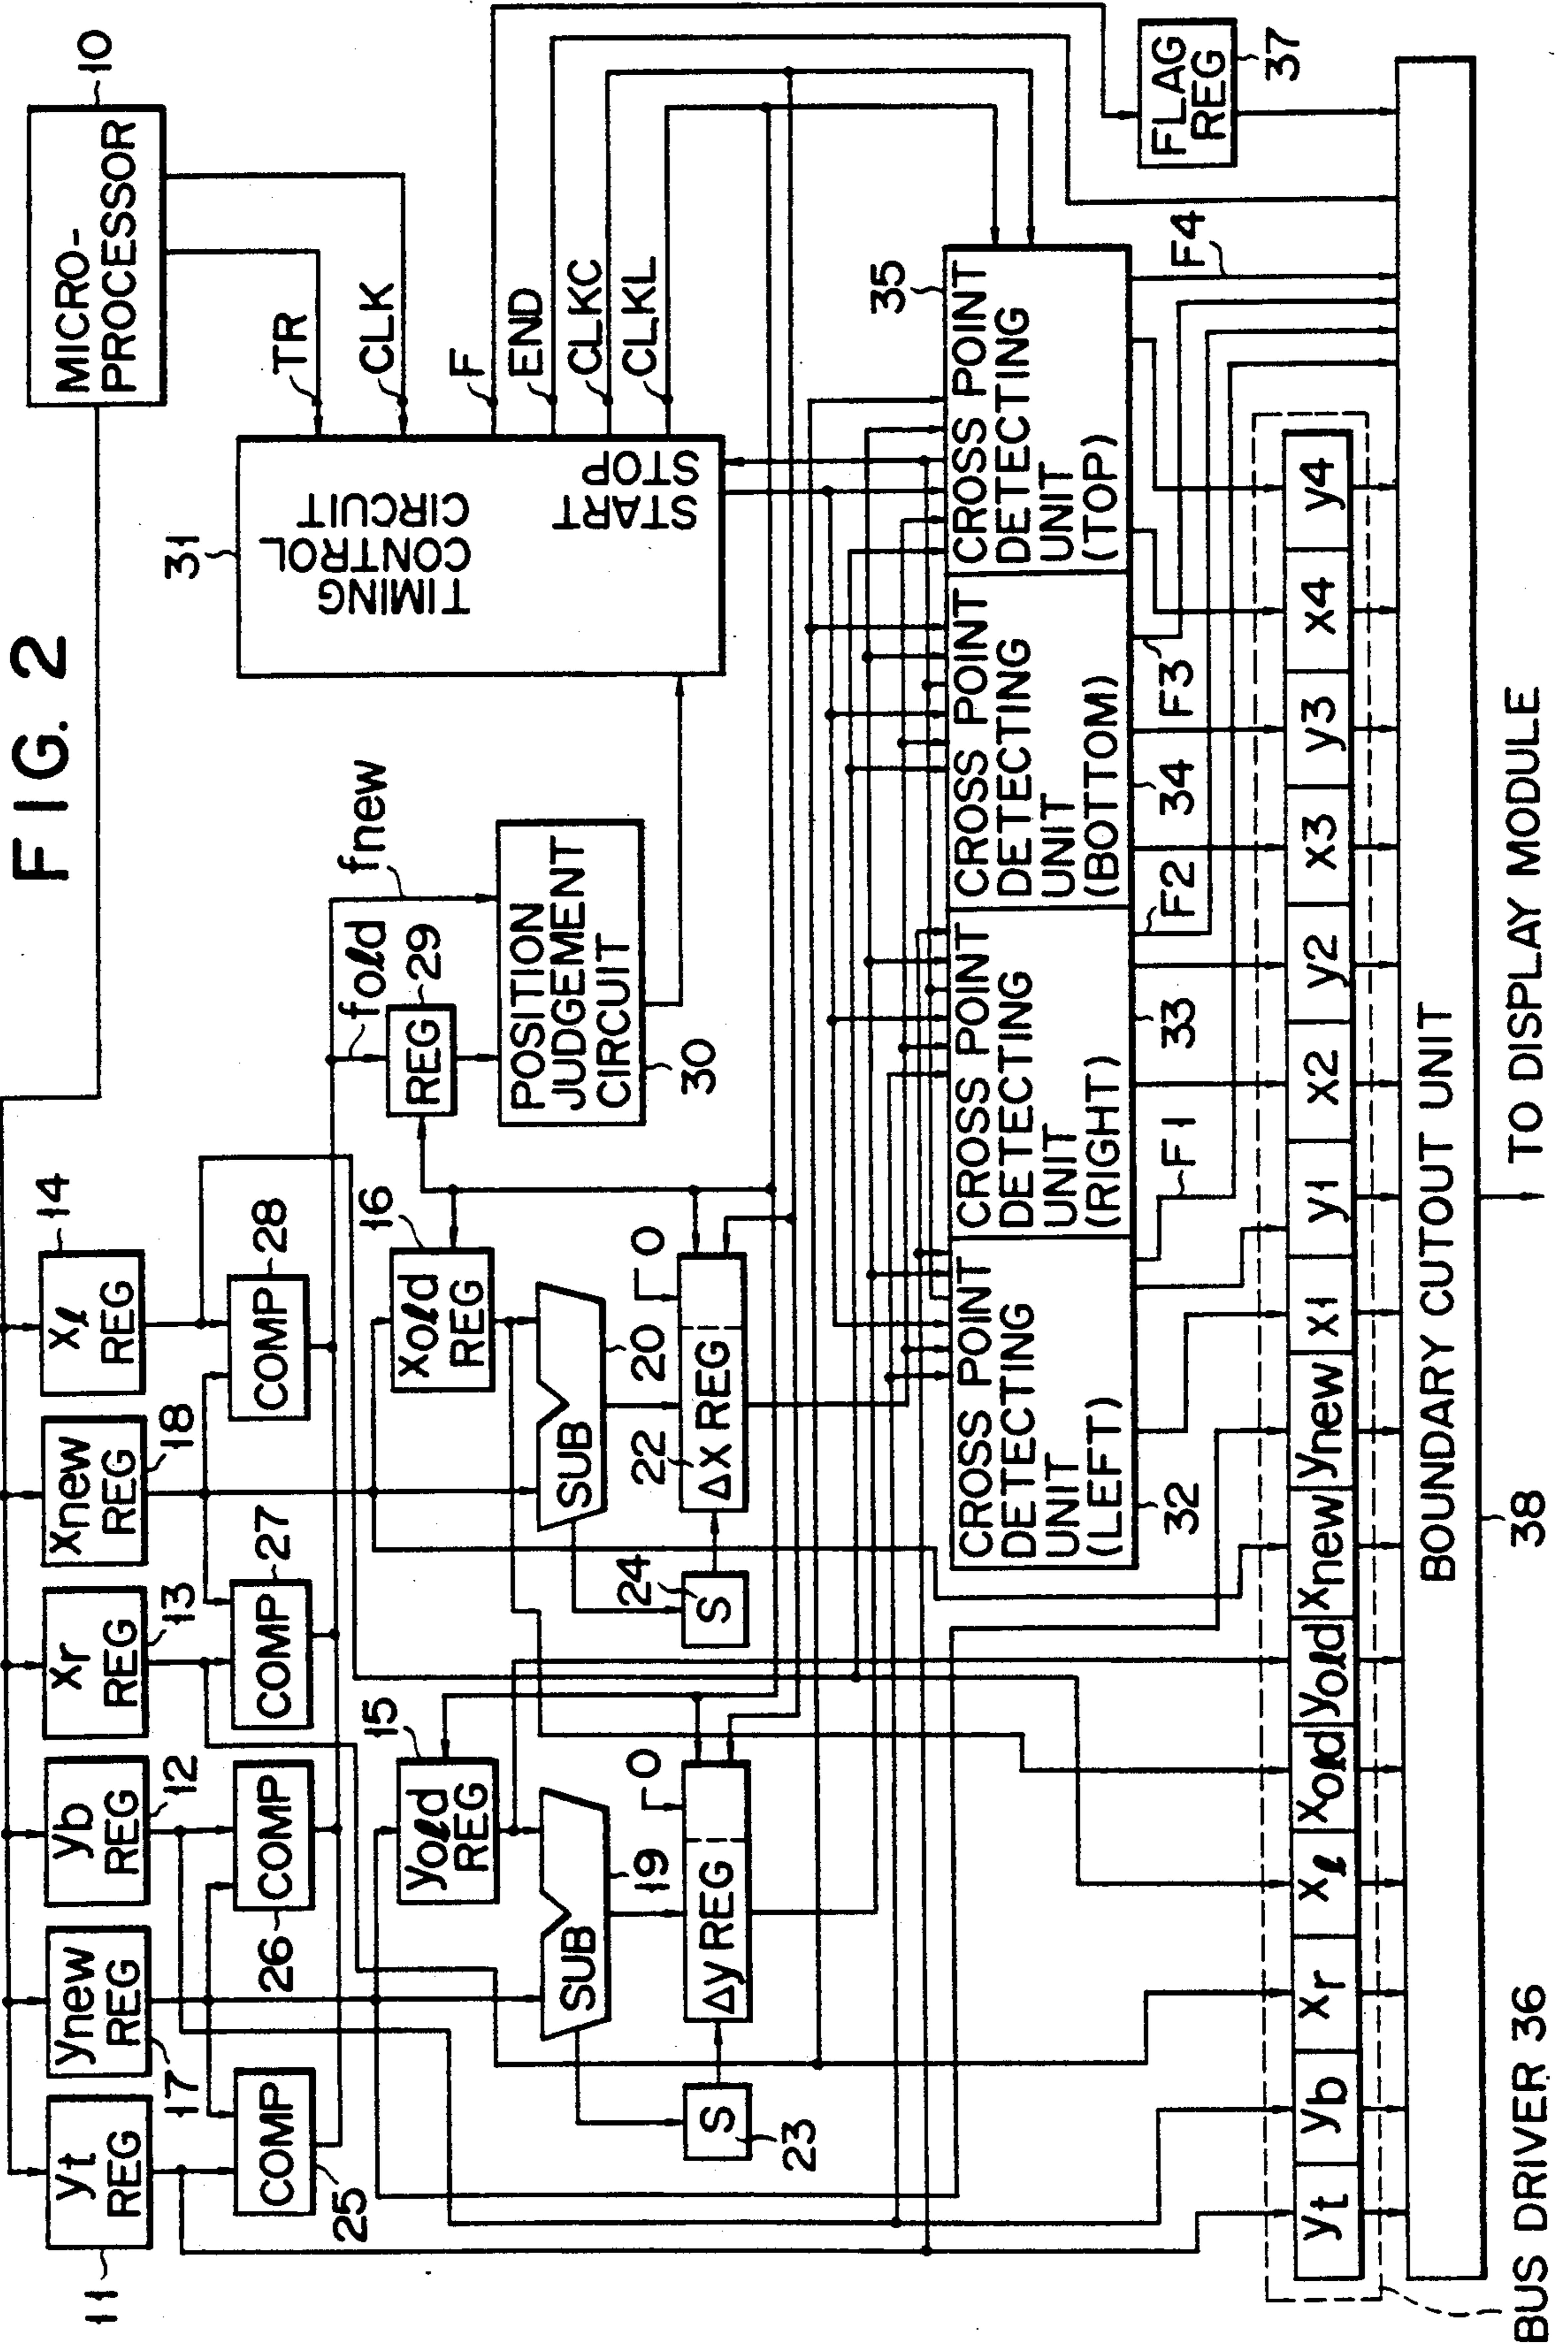 FIG. 2
11
yt
REG
ynew
REG
17
yb
REG
12
xr
REG
13
xnew
REG
18
xℓ
REG
14
MICRO-
PROCESSOR
10
COMP
25
COMP
26
COMP
27
COMP
28
TR
CLK
F
END
CLKC
CLKL
31
TIMING
CONTROL
CIRCUIT
START
STOP
fold
fnew
REG
29
POSITION
JUDGEMENT
CIRCUIT
30
yold
REG
15
xold
REG
16
SUB
19
SUB
20
S
23
ΔyREG
0
S
24
22
ΔxREG
0
CROSS POINT
DETECTING
UNIT
(LEFT)
32
CROSS POINT
DETECTING
UNIT
(RIGHT)
33
CROSS POINT
DETECTING
UNIT
(BOTTOM)
34
CROSS POINT
DETECTING
UNIT
(TOP)
35
FLAG
REG
37
F1
F2
F3
F4
yt yb xr xℓ xold yold xnew ynew x1 y1 x2 y2 x3 y3 x4 y4
BOUNDARY CUTOUT UNIT
BUS DRIVER 36
38
TO DISPLAY MODULE